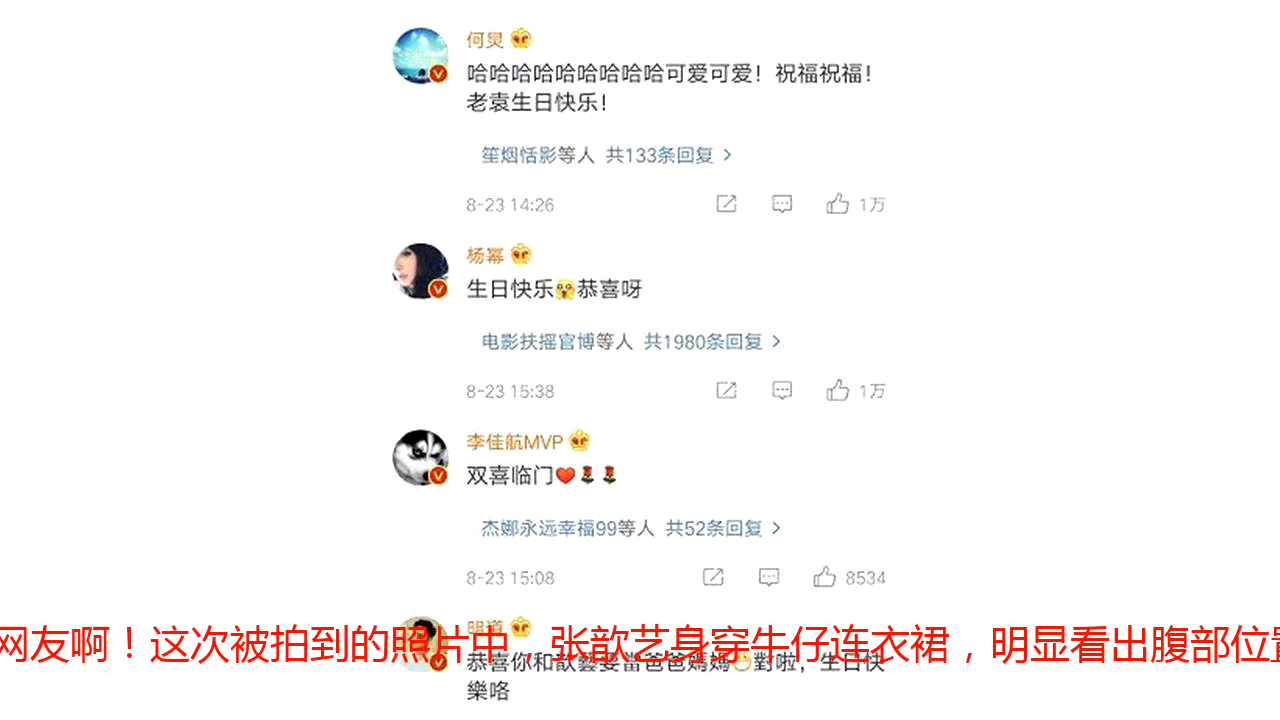 何炅
哈哈哈哈哈哈哈哈哈可爱可爱！祝福祝福！
老袁生日快乐！
笙烟恬影等人 共133条回复 >
8-23 14:26
1万
杨幂
生日快乐恭喜呀
电影扶摇官博等人 共1980条回复 >
8-23 15:38
1万
李佳航MVP
双喜临门
杰娜永远幸福99等人 共52条回复 >
8-23 15:08
8534
明道
网友啊！这次被拍到的照片中，张歆艺身穿牛仔连衣裙，明显看出腹部位置
恭喜你和歆藝要當爸爸媽媽對啦，生日快
樂咯